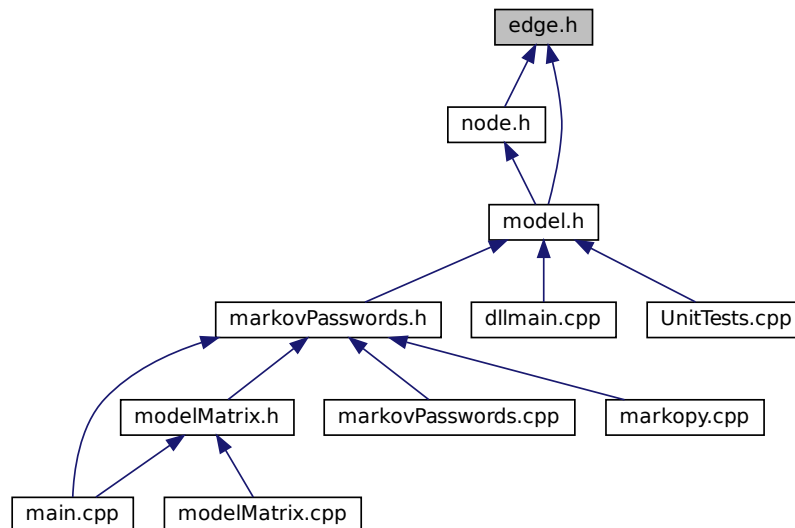 edge.h
node.h
model.h
markovPasswords.h
dllmain.cpp
UnitTests.cpp
modelMatrix.h
markovPasswords.cpp
markopy.cpp
main.cpp
modelMatrix.cpp